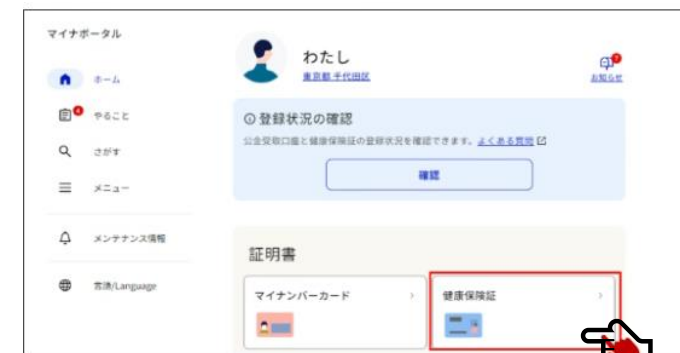 マイナポータル
ホーム
4
やること
さがす
メニュー
メンテナンス情報
言語/Language
わたし
東京都 千代田区
お知らせ
登録状況の確認
公金受取口座と健康保険証の登録状況を確認できます。よくある質問
確認
証明書
マイナンバーカード
健康保険証